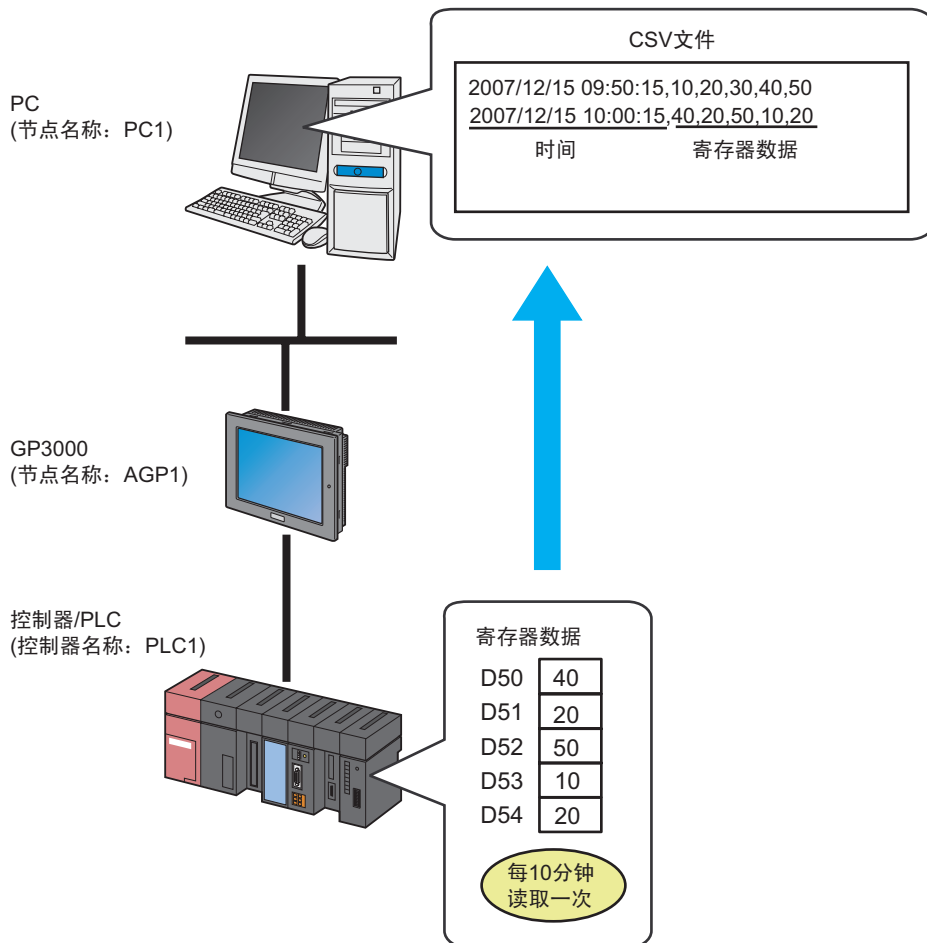 CSV文件
2007/12/15 09:50:15,10,20,30,40,50
2007/12/15 10:00:15,40,20,50,10,20
时间 寄存器数据
PC
(节点名称：PC1)
GP3000
(节点名称：AGP1)
控制器/PLC
(控制器名称：PLC1)
寄存器数据
D50 40
D51 20
D52 50
D53 10
D54 20
每10分钟
读取一次